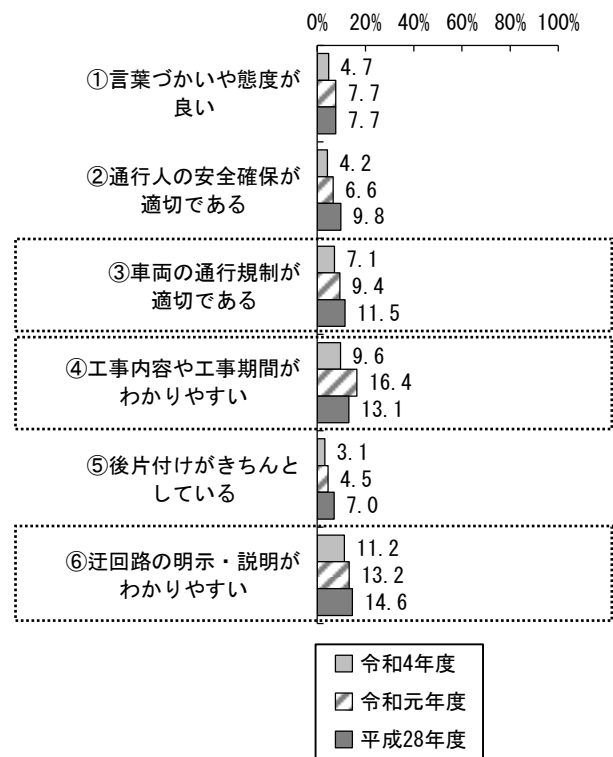 0% 20% 40% 60% 80% 100%
①言葉づかいや態度が
良い
4.7
7.7
7.7
②通行人の安全確保が
適切である
4.2
6.6
9.8
③車両の通行規制が
適切である
7.1
9.4
11.5
④工事内容や工事期間が
わかりやすい
9.6
16.4
13.1
⑤後片付けがきちんと
している
3.1
4.5
7.0
⑥迂回路の明示・説明が
わかりやすい
11.2
13.2
14.6
令和4年度
令和元年度
平成28年度